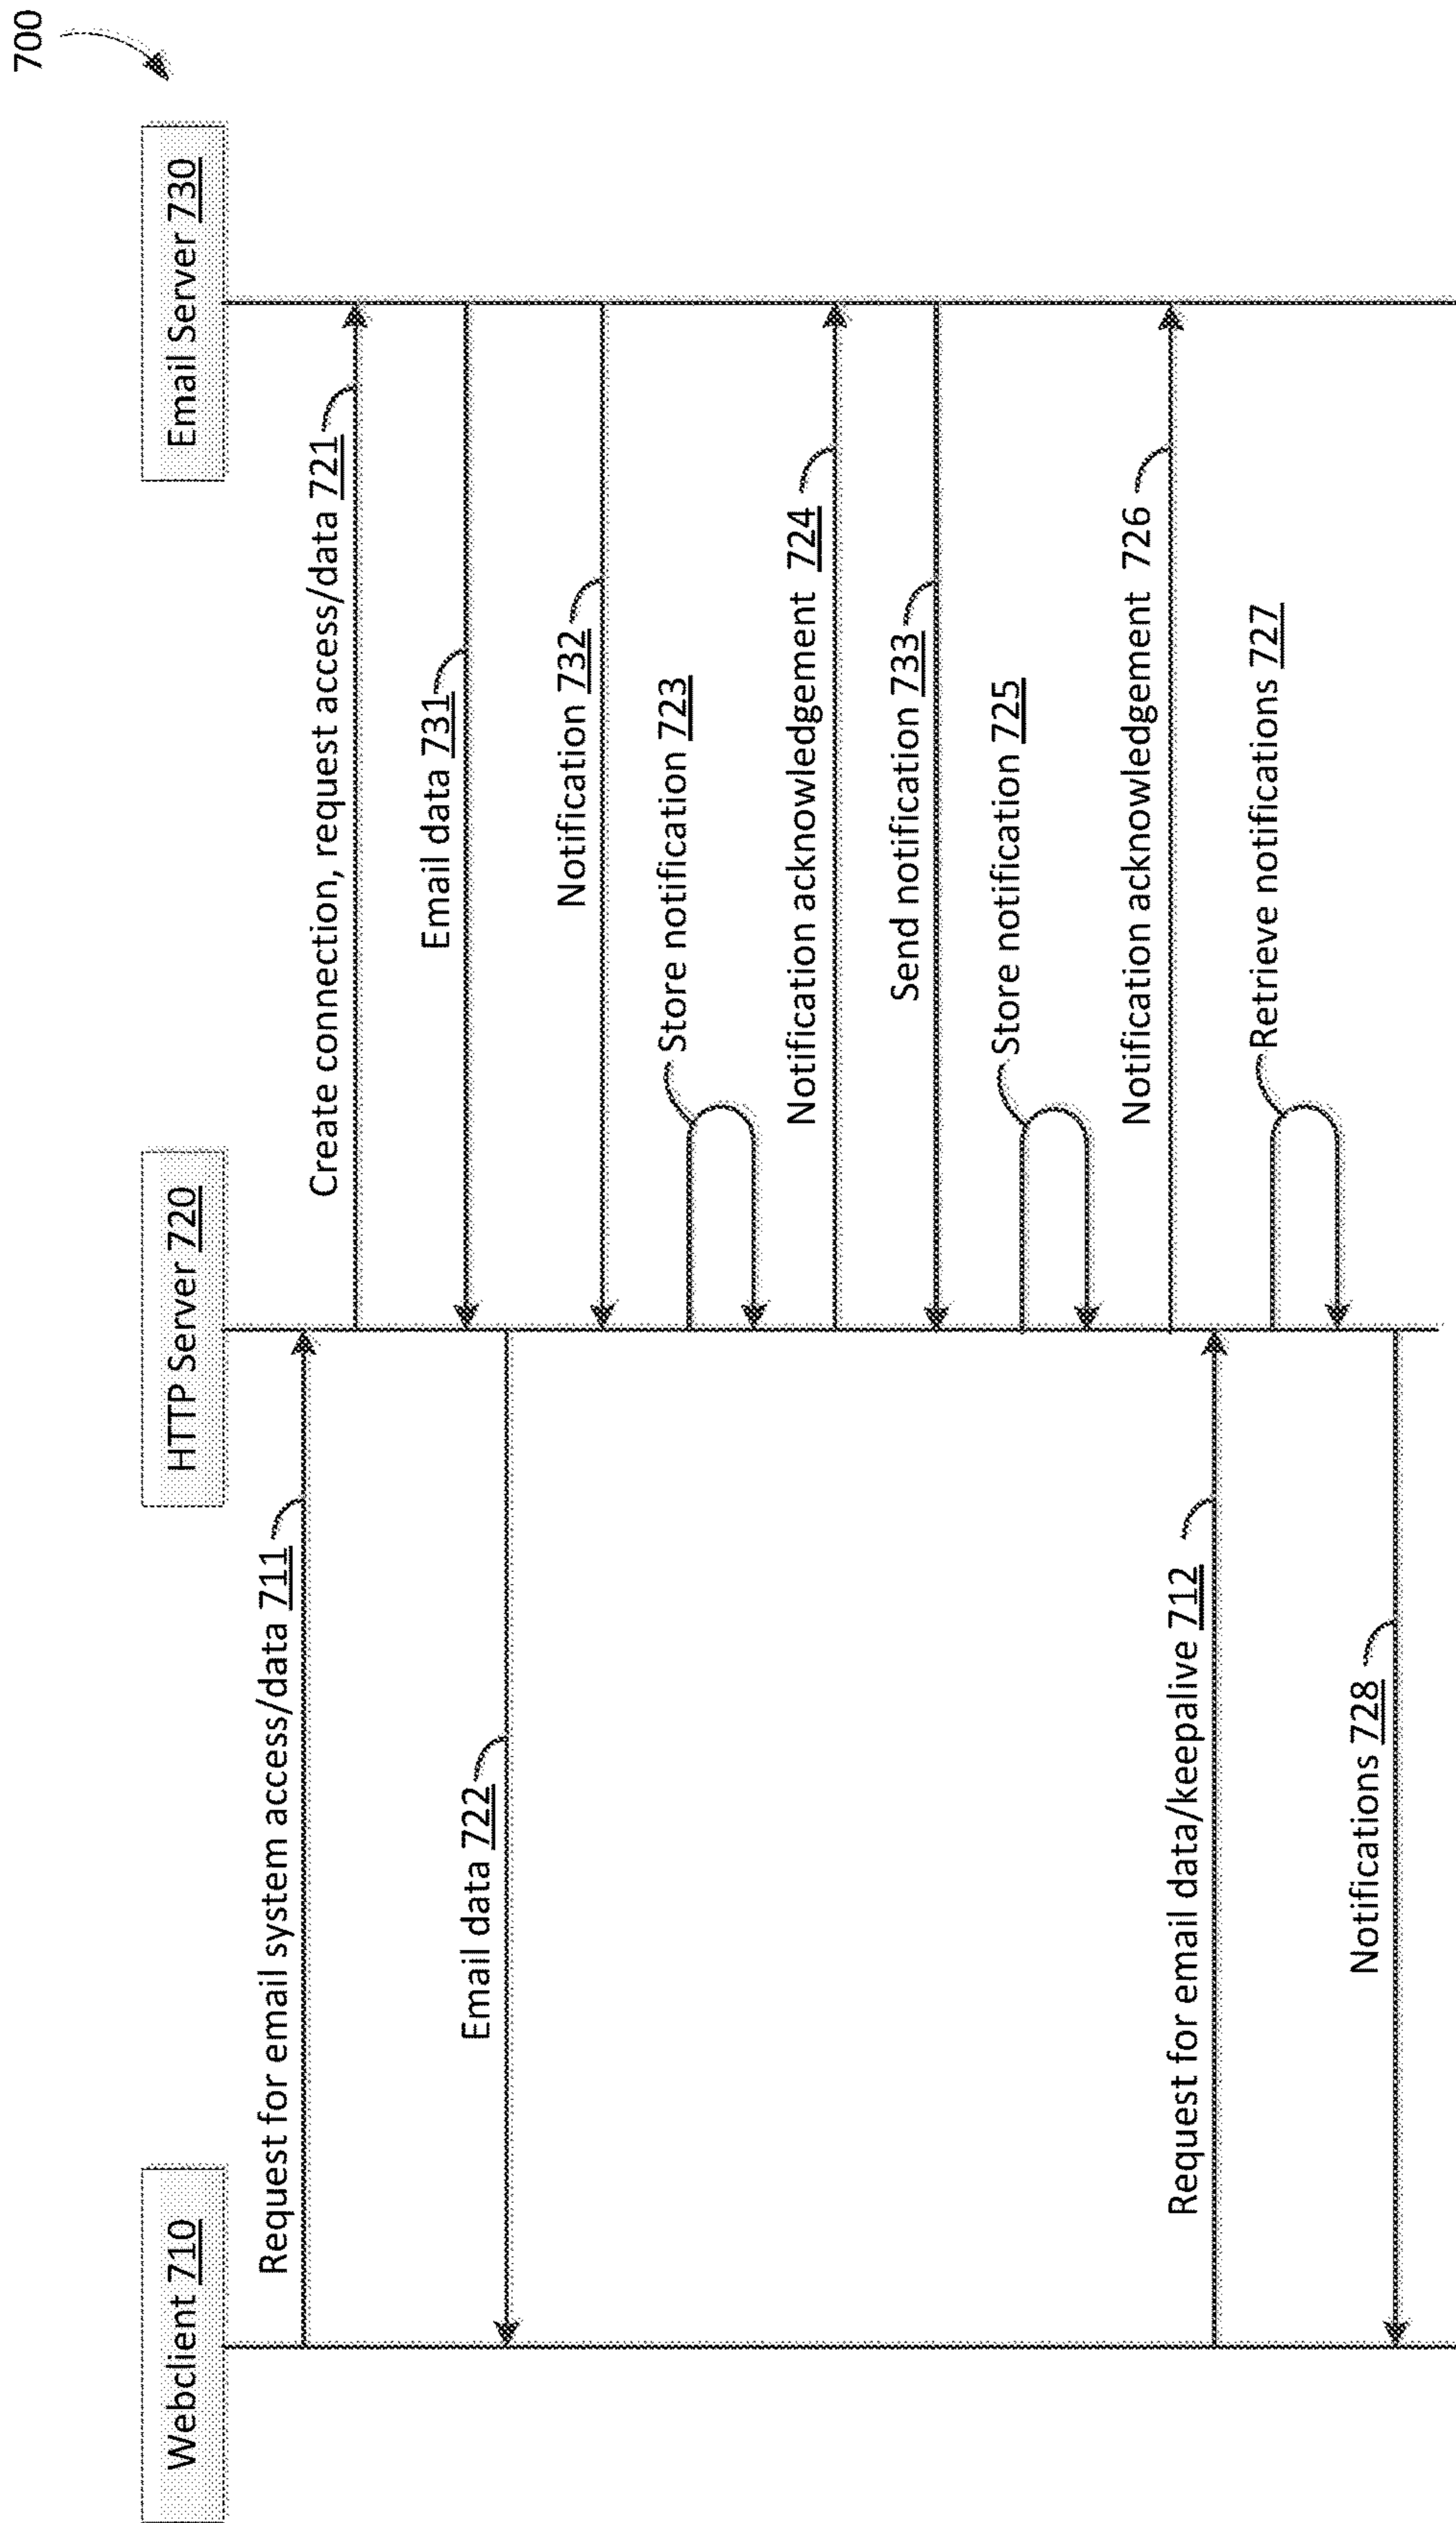 700
Webclient 710
HTTP Server 720
Email Server 730
Request for email system access/data 711
Create connection, request access/data 721
Email data 731
Email data 722
Notification 732
Store notification 723
Notification acknowledgement 724
Send notification 733
Store notification 725
Notification acknowledgement 726
Request for email data/keepalive 712
Retrieve notifications 727
Notifications 728